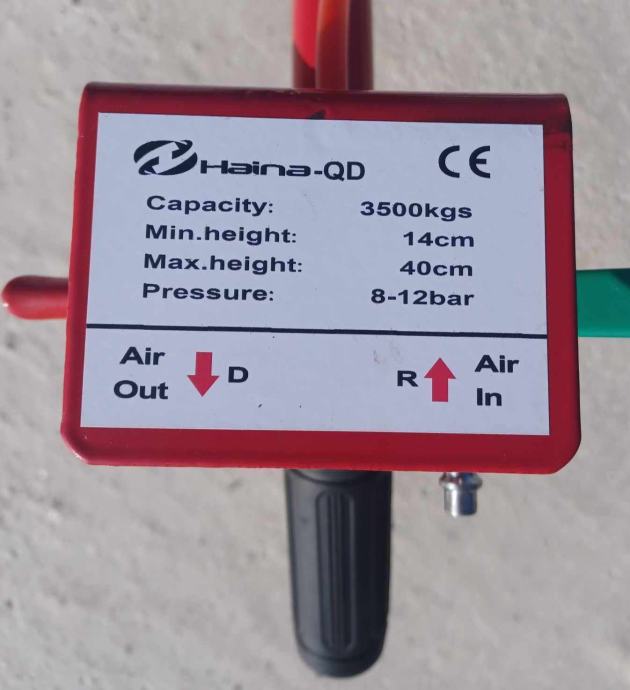 Haina-QD CE
Capacity: 3500kgs
Min.height: 14cm
Max.height: 40cm
Pressure: 8-12bar
Air Out D
R Air In